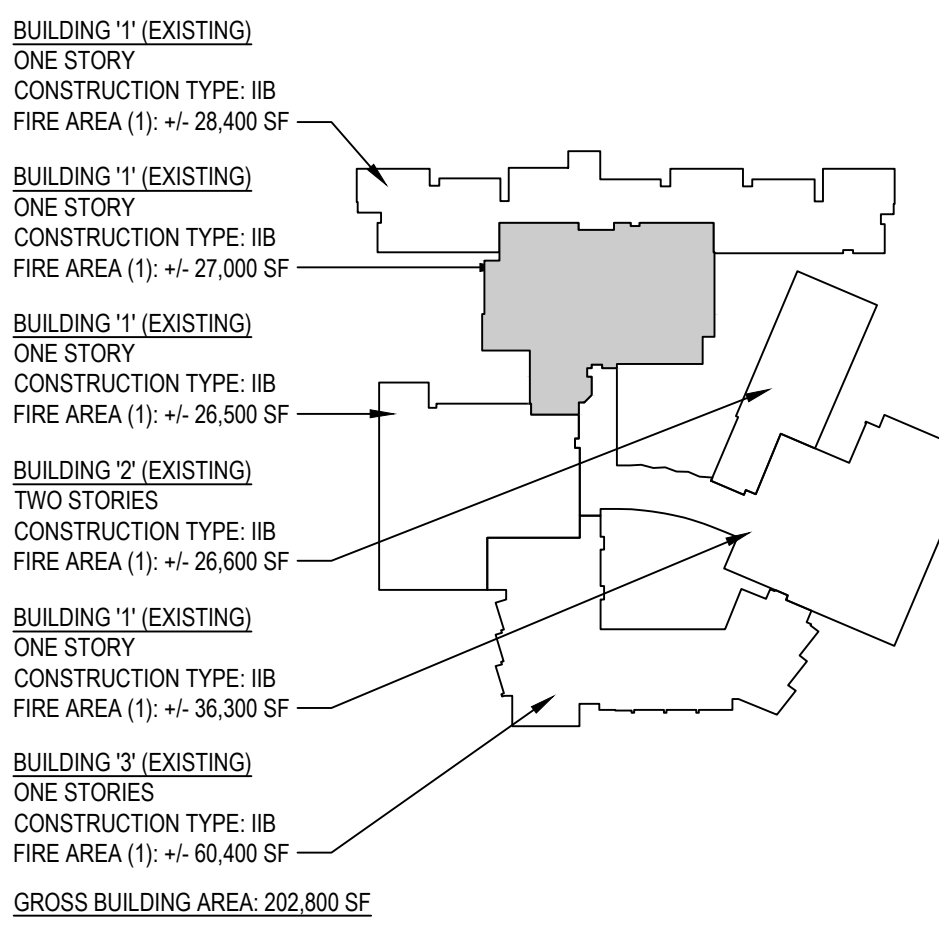 BUILDING '1' (EXISTING)
ONE STORY
CONSTRUCTION TYPE: IIB
FIRE AREA (1): +/- 28,400 SF
BUILDING '1' (EXISTING)
ONE STORY
CONSTRUCTION TYPE: IIB
FIRE AREA (1): +/- 27,000 SF
BUILDING '1' (EXISTING)
ONE STORY
CONSTRUCTION TYPE: IIB
FIRE AREA (1): +/- 26,500 SF
BUILDING '2' (EXISTING)
TWO STORIES
CONSTRUCTION TYPE: IIB
FIRE AREA (1): +/- 26,600 SF
BUILDING '1' (EXISTING)
ONE STORY
CONSTRUCTION TYPE: IIB
FIRE AREA (1): +/- 36,300 SF
BUILDING '3' (EXISTING)
ONE STORIES
CONSTRUCTION TYPE: IIB
FIRE AREA (1): +/- 60,400 SF
GROSS BUILDING AREA: 202,800 SF